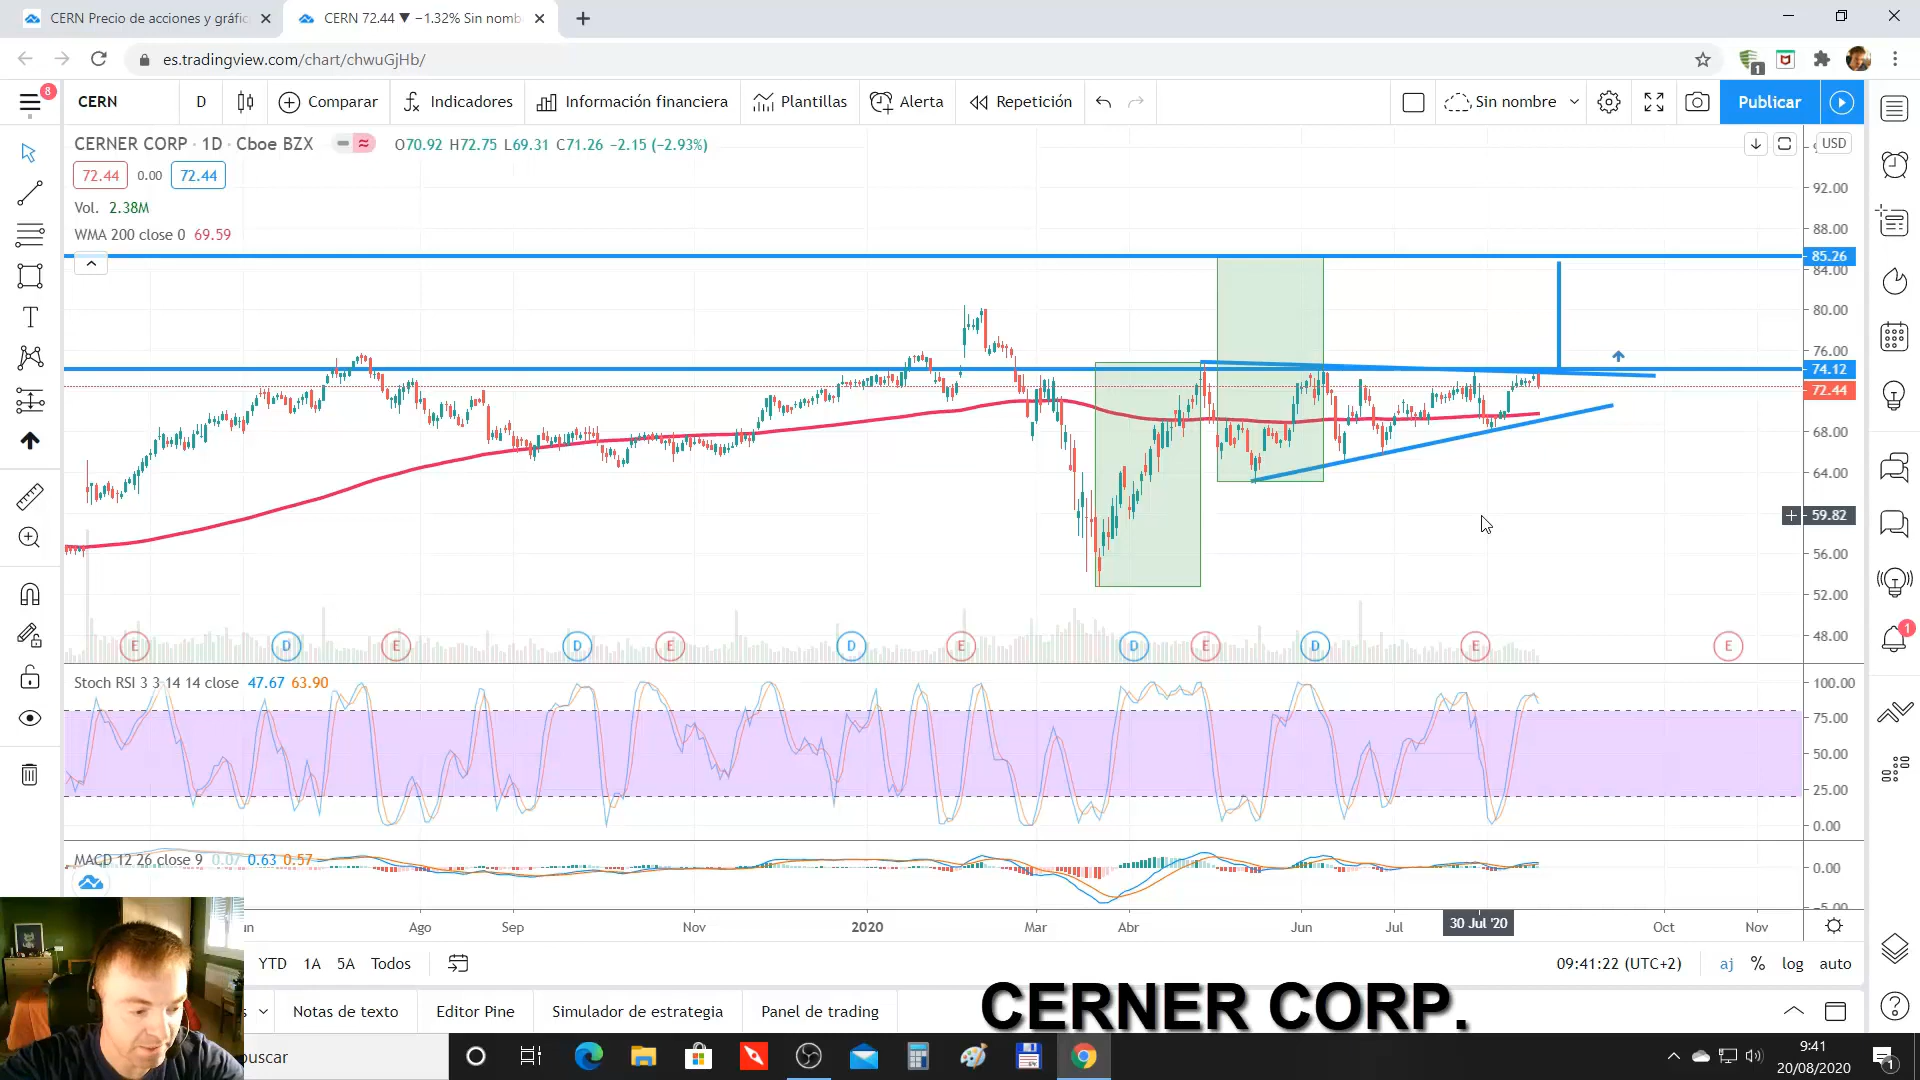 CERN Precio de acciones y gráfic
CERN 72.44 ▼ −1.32% Sin nomb
es.tradingview.com/chart/chwuGjHb/
1
8
CERN
D
Comparar
Indicadores
Información financiera
Plantillas
Alerta
Repetición
Sin nombre
Publicar
CERNER CORP · 1D · Cboe BZX
O70.92 H72.75 L69.31 C71.26 −2.15 (−2.93%)
USD
72.44 0.00 72.44
Vol. 2.38M
WMA 200 close 0 69.59
92.00
88.00
85.26
84.00
80.00
76.00
74.12
72.44
68.00
64.00
59.82
56.00
52.00
48.00
E D E D E D E D E D E E
1
Stoch RSI 3 3 14 14 close 47.67 63.90
100.00
75.00
50.00
25.00
0.00
MACD 12 26 close 9 0.07 0.63 0.57
0.00
-5.00
Ago Sep Nov 2020 Mar Abr Jun Jul 30 Jul '20 Oct Nov
YTD 1A 5A Todos
09:41:22 (UTC+2) aj % log auto
Notas de texto Editor Pine Simulador de estrategia Panel de trading
CERNER CORP.
buscar
9:41
20/08/2020
1